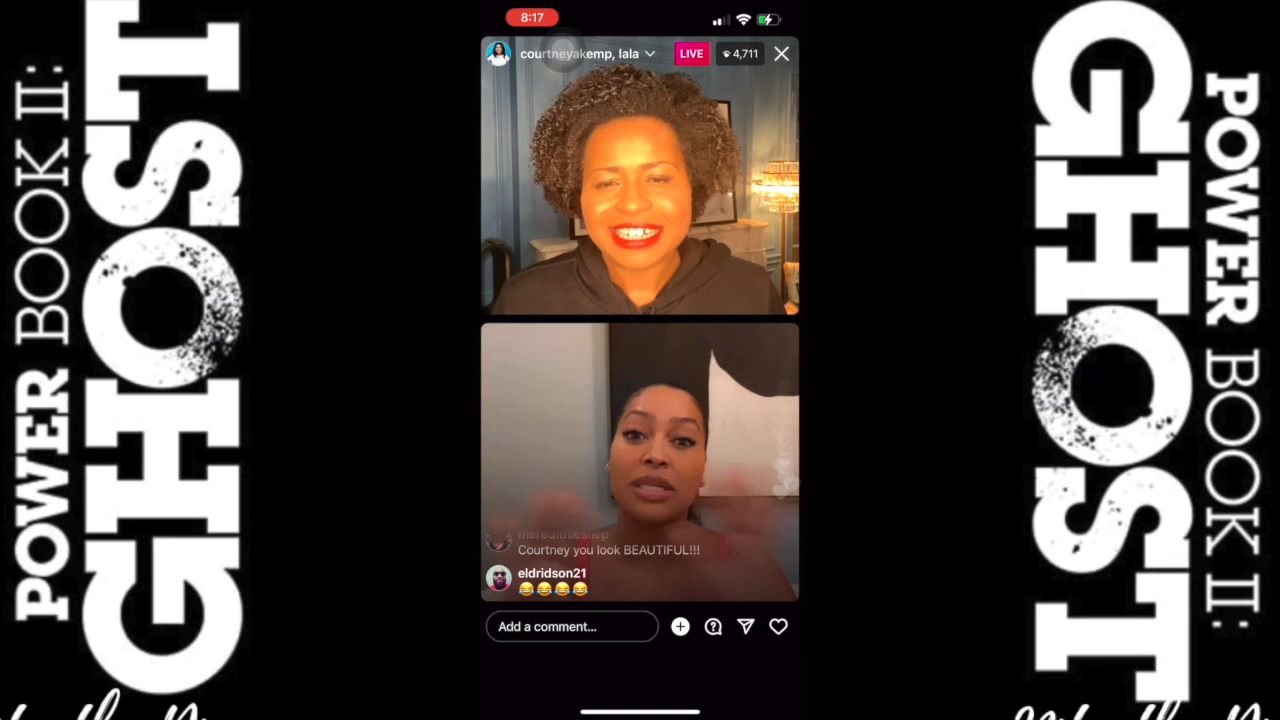 POWER BOOK II:
GHOST
8:17
courtneyakemp, lala
LIVE
4,711
Courtney you look BEAUTIFUL!!!
eldridson21
😂😂😂😂
Add a comment...
GHOST
POWER BOOK II: